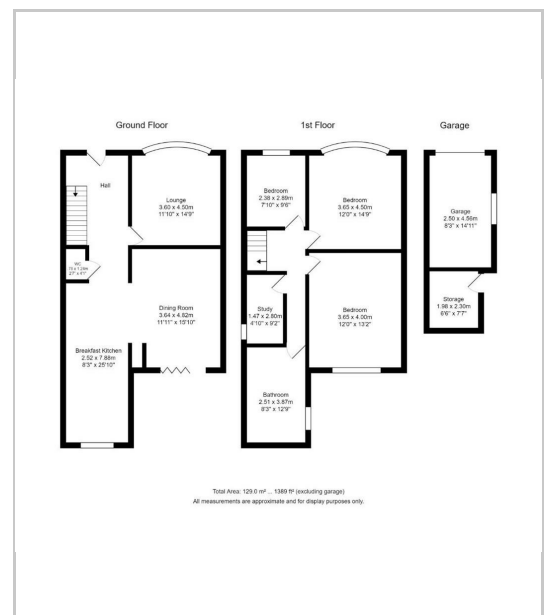 Ground Floor
1st Floor
Garage
Hall
Lounge
3.60 x 4.50m
11'10" x 14'9"
WC
Dining Room
3.64 x 4.82m
11'11" x 15'10"
Breakfast Kitchen
2.52 x 7.88m
8'3" x 25'10"
Bedroom
2.38 x 2.89m
7'10" x 9'6"
Bedroom
3.65 x 4.50m
12'0" x 14'9"
Study
1.47 x 2.80m
4'10" x 9'2"
Bedroom
3.65 x 4.00m
12'0" x 13'2"
Bathroom
2.51 x 3.87m
8'3" x 12'9"
Garage
2.50 x 4.56m
8'3" x 14'11"
Storage
1.98 x 2.30m
6'6" x 7'7"
Total Area: 129.0 m² ... 1389 ft² (excluding garage)
All measurements are approximate and for display purposes only.